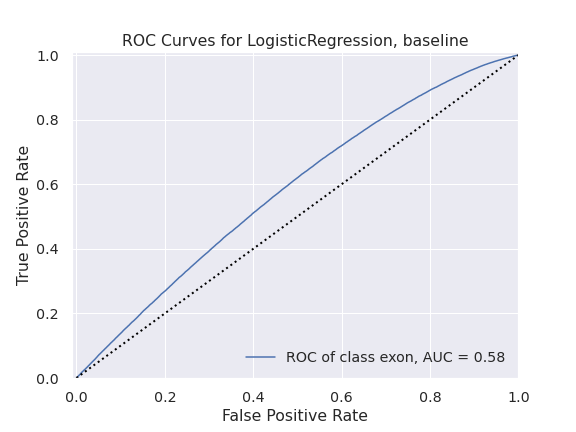 ROC Curves for LogisticRegression, baseline
1.0
0.8
0.6
0.4
0.2
0.0
True Positive Rate
ROC of class exon, AUC = 0.58
0.0 0.2 0.4 0.6 0.8 1.0
False Positive Rate